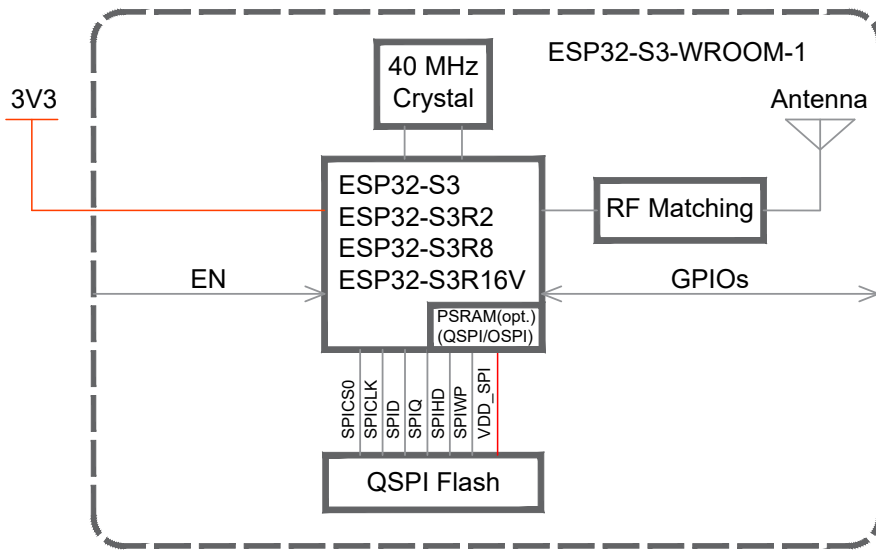 ESP32-S3-WROOM-1
40 MHz
Crystal
3V3
Antenna
ESP32-S3
ESP32-S3R2
ESP32-S3R8
ESP32-S3R16V
RF Matching
EN
GPIOs
PSRAM(opt.)
(QSPI/OSPI)
SPICS0
SPICLK
SPID
SPIQ
SPIHD
SPIWP
VDD_SPI
QSPI Flash